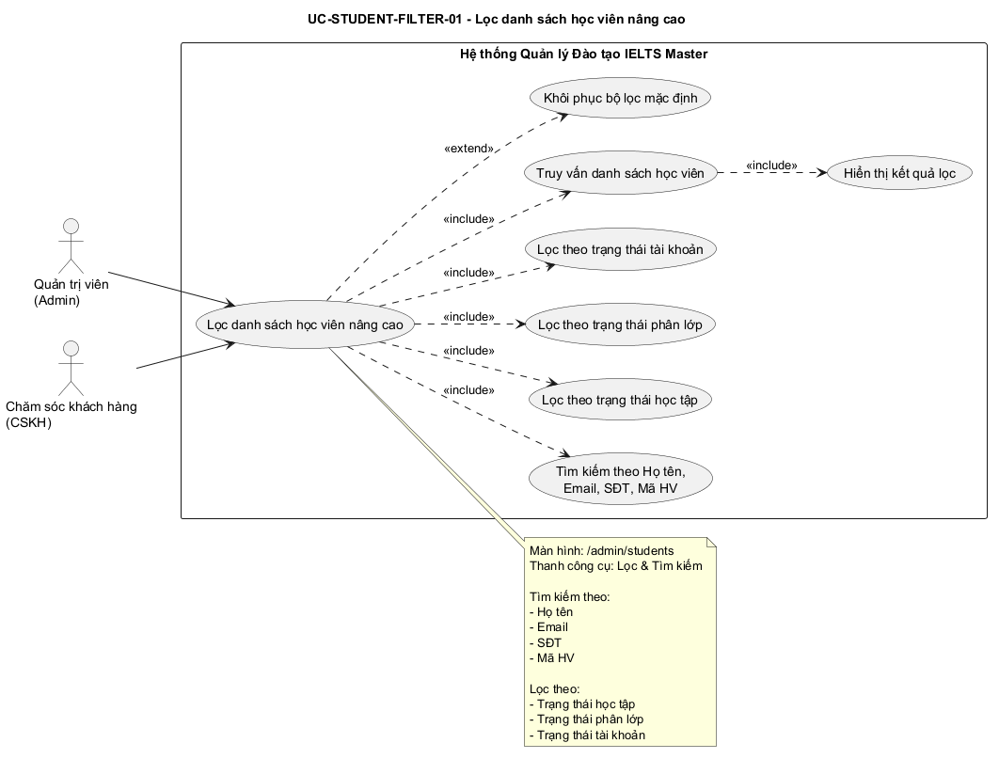 UC-STUDENT-FILTER-01 - Lọc danh sách học viên nâng cao
Hệ thống Quản lý Đào tạo IELTS Master
Khôi phục bộ lọc mặc định
«extend»
Truy vấn danh sách học viên
«include»
Hiển thị kết quả lọc
«include»
Lọc theo trạng thái tài khoản
«include»
Quản trị viên
(Admin)
Lọc danh sách học viên nâng cao
«include»
Lọc theo trạng thái phân lớp
«include»
Chăm sóc khách hàng
(CSKH)
Lọc theo trạng thái học tập
«include»
Tìm kiếm theo Họ tên,
Email, SĐT, Mã HV
Màn hình: /admin/students
Thanh công cụ: Lọc & Tìm kiếm
Tìm kiếm theo:
- Họ tên
- Email
- SĐT
- Mã HV
Lọc theo:
- Trạng thái học tập
- Trạng thái phân lớp
- Trạng thái tài khoản